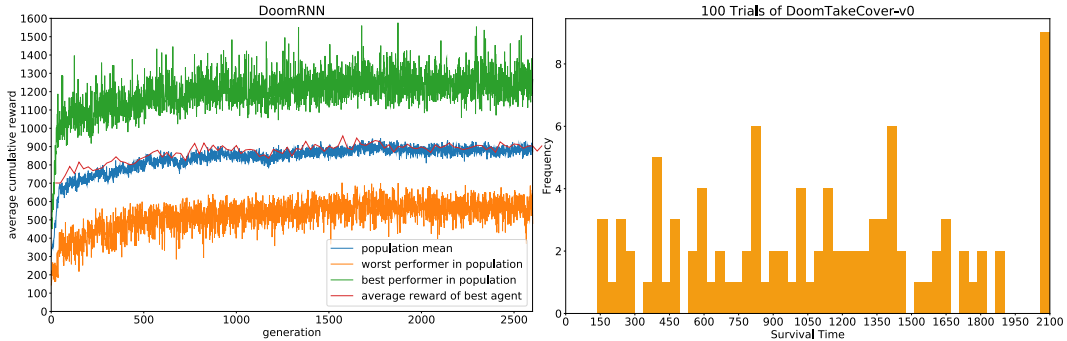 DoomRNN
1600
1500
1400
1300
1200
1100
1000
900
800
700
600
500
400
300
200
100
0
average cumulative reward
population mean
worst performer in population
best performer in population
average reward of best agent
0 500 1000 1500 2000 2500
generation
100 Trials of DoomTakeCover-v0
8
6
4
2
0
Frequency
0 150 300 450 600 750 900 1050 1200 1350 1500 1650 1800 1950 2100
Survival Time